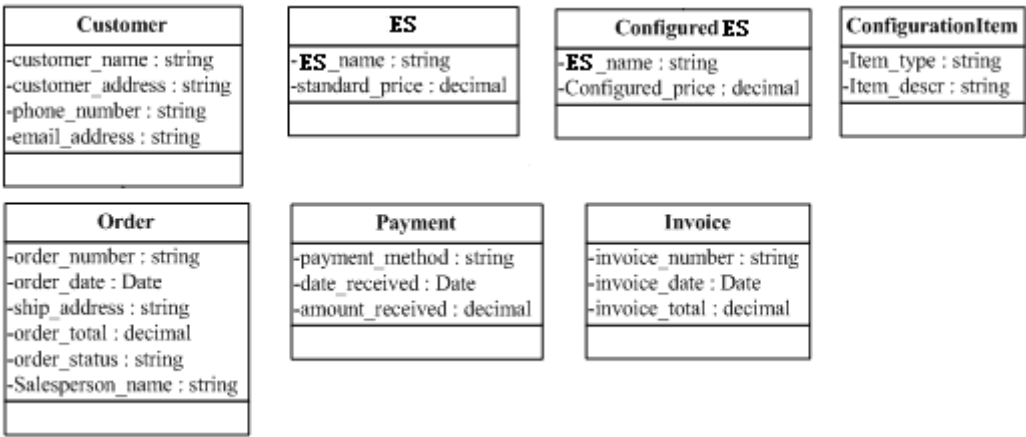 Customer
-customer_name : string
-customer_address : string
-phone_number : string
-email_address : string
ES
-ES_name : string
-standard_price : decimal
Configured ES
-ES_name : string
-Configured_price : decimal
ConfigurationItem
-Item_type : string
-Item_descr : string
Order
-order_number : string
-order_date : Date
-ship_address : string
-order_total : decimal
-order_status : string
-Salesperson_name : string
Payment
-payment_method : string
-date_received : Date
-amount_received : decimal
Invoice
-invoice_number : string
-invoice_date : Date
-invoice_total : decimal